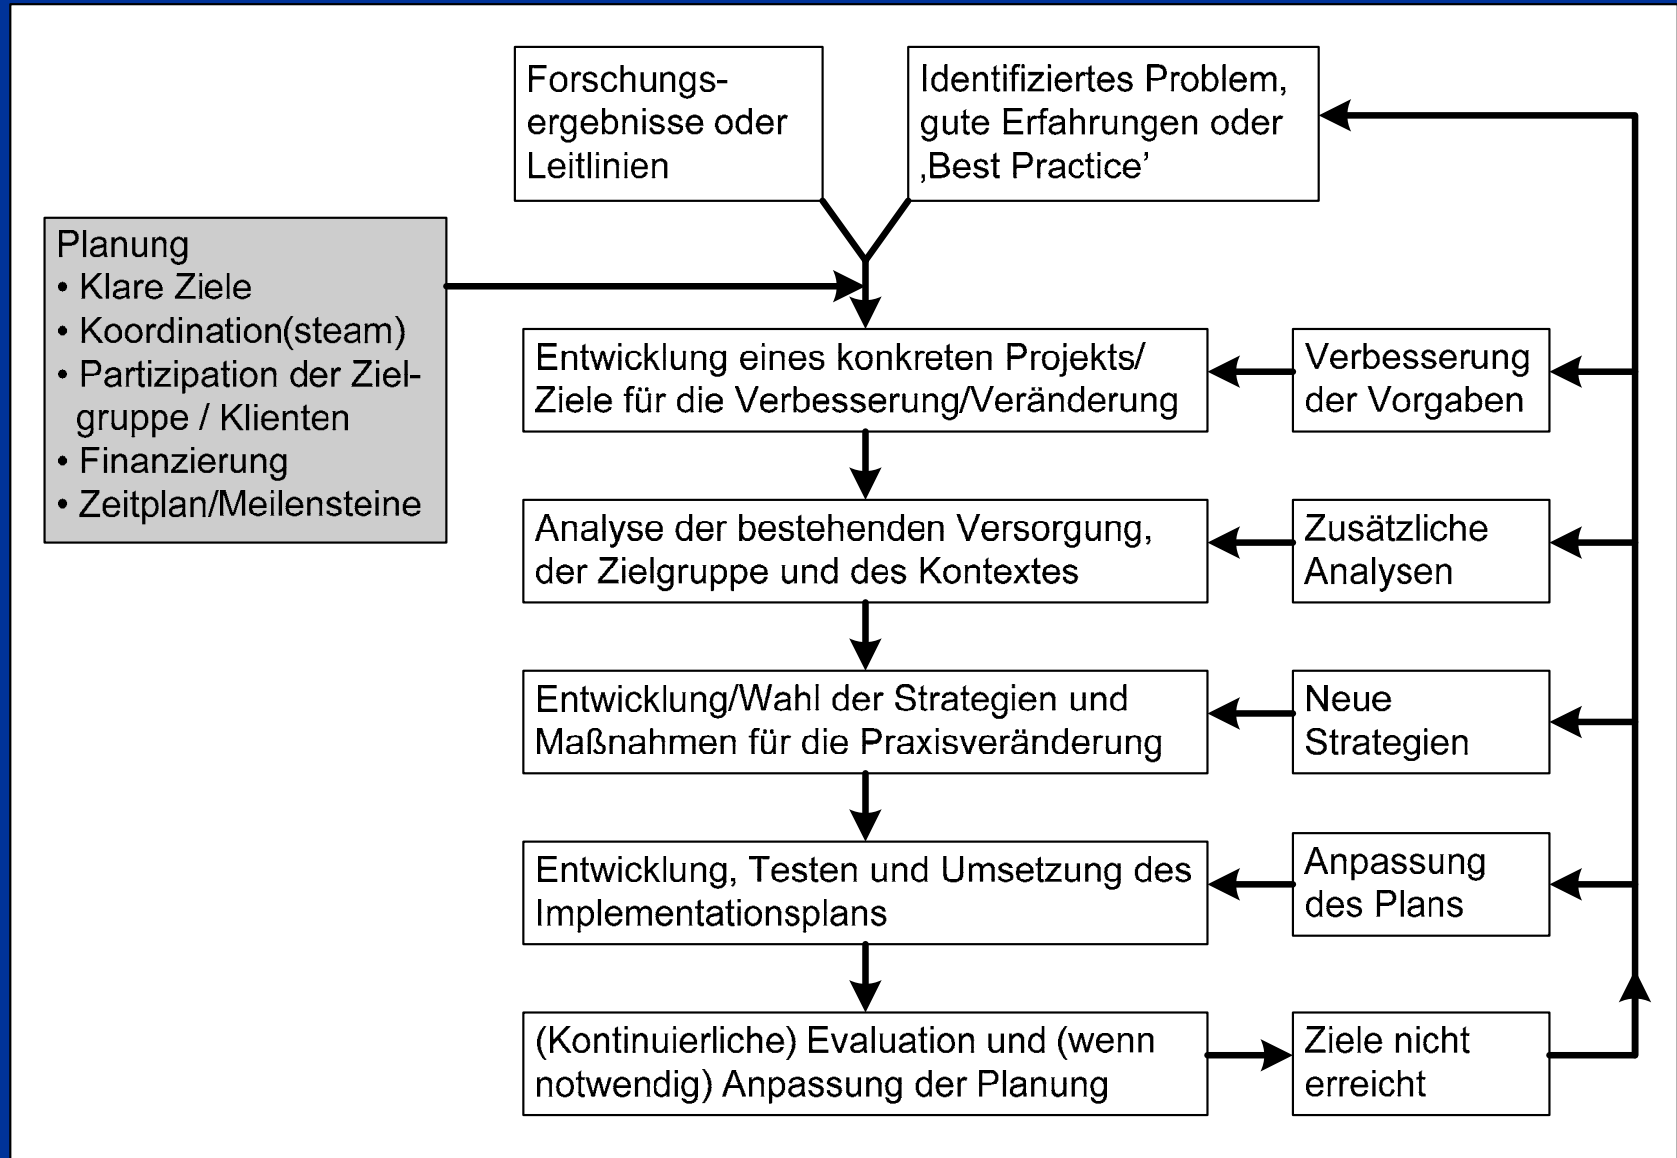 Forschungs-
ergebnisse oder
Leitlinien
Identifiziertes Problem,
gute Erfahrungen oder
‚Best Practice’
Planung
• Klare Ziele
• Koordination(steam)
• Partizipation der Ziel-
gruppe / Klienten
• Finanzierung
• Zeitplan/Meilensteine
Entwicklung eines konkreten Projekts/
Ziele für die Verbesserung/Veränderung
Verbesserung
der Vorgaben
Analyse der bestehenden Versorgung,
der Zielgruppe und des Kontextes
Zusätzliche
Analysen
Entwicklung/Wahl der Strategien und
Maßnahmen für die Praxisveränderung
Neue
Strategien
Entwicklung, Testen und Umsetzung des
Implementationsplans
Anpassung
des Plans
(Kontinuierliche) Evaluation und (wenn
notwendig) Anpassung der Planung
Ziele nicht
erreicht